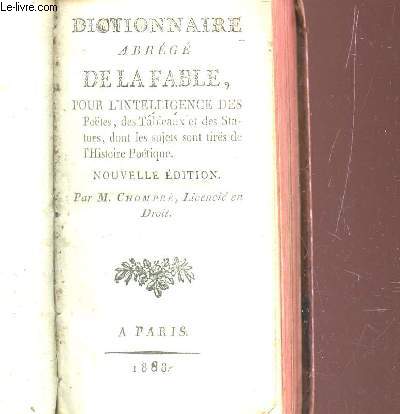 Le-livre.com
DICTIONNAIRE
ABRÉGÉ
DE LA FABLE,
POUR L'INTELLIGENCE DES
Poëtes, des Tableaux et des Sta-
tues, dont les sujets sont tirés de
l'Histoire Poétique.
NOUVELLE ÉDITION.
Par M. CHOMPRÉ, Licencié en
Droit.
A PARIS.